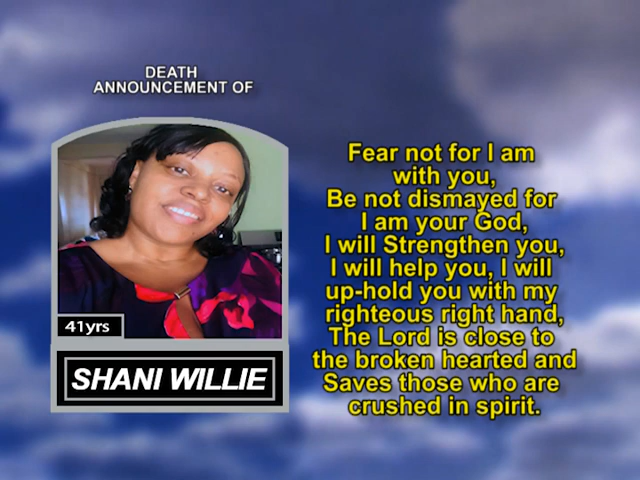 DEATH
ANNOUNCEMENT OF
41yrs
SHANI WILLIE
Fear not for I am
with you,
Be not dismayed for
I am your God,
I will Strengthen you,
I will help you, I will
up-hold you with my
righteous right hand,
The Lord is close to
the broken hearted and
Saves those who are
crushed in spirit.